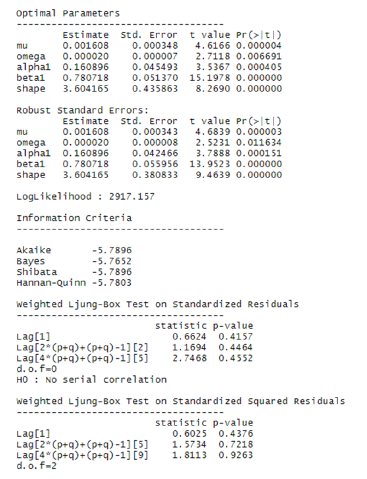 Optimal Parameters
------------------------------------
        Estimate  Std. Error  t value Pr(>|t|)
mu      0.001608    0.000348   4.6166 0.000004
omega   0.000020    0.000007   2.7118 0.006691
alpha1  0.160896    0.045493   3.5367 0.000405
beta1   0.780718    0.051370  15.1978 0.000000
shape   3.604165    0.435863   8.2690 0.000000
Robust Standard Errors:
        Estimate  Std. Error  t value Pr(>|t|)
mu      0.001608    0.000343   4.6839 0.000003
omega   0.000020    0.000008   2.5231 0.011634
alpha1  0.160896    0.042466   3.7888 0.000151
beta1   0.780718    0.055956  13.9523 0.000000
shape   3.604165    0.380833   9.4639 0.000000
LogLikelihood : 2917.157
Information Criteria
------------------------------------
Akaike       -5.7896
Bayes        -5.7652
Shibata      -5.7896
Hannan-Quinn -5.7803
Weighted Ljung-Box Test on Standardized Residuals
------------------------------------
                        statistic p-value
Lag[1]                     0.6624  0.4157
Lag[2*(p+q)+(p+q)-1][2]    1.1694  0.4464
Lag[4*(p+q)+(p+q)-1][5]    2.7468  0.4552
d.o.f=0
H0 : No serial correlation
Weighted Ljung-Box Test on Standardized Squared Residuals
------------------------------------
                        statistic p-value
Lag[1]                     0.6025  0.4376
Lag[2*(p+q)+(p+q)-1][5]    1.5734  0.7218
Lag[4*(p+q)+(p+q)-1][9]    1.8113  0.9263
d.o.f=2